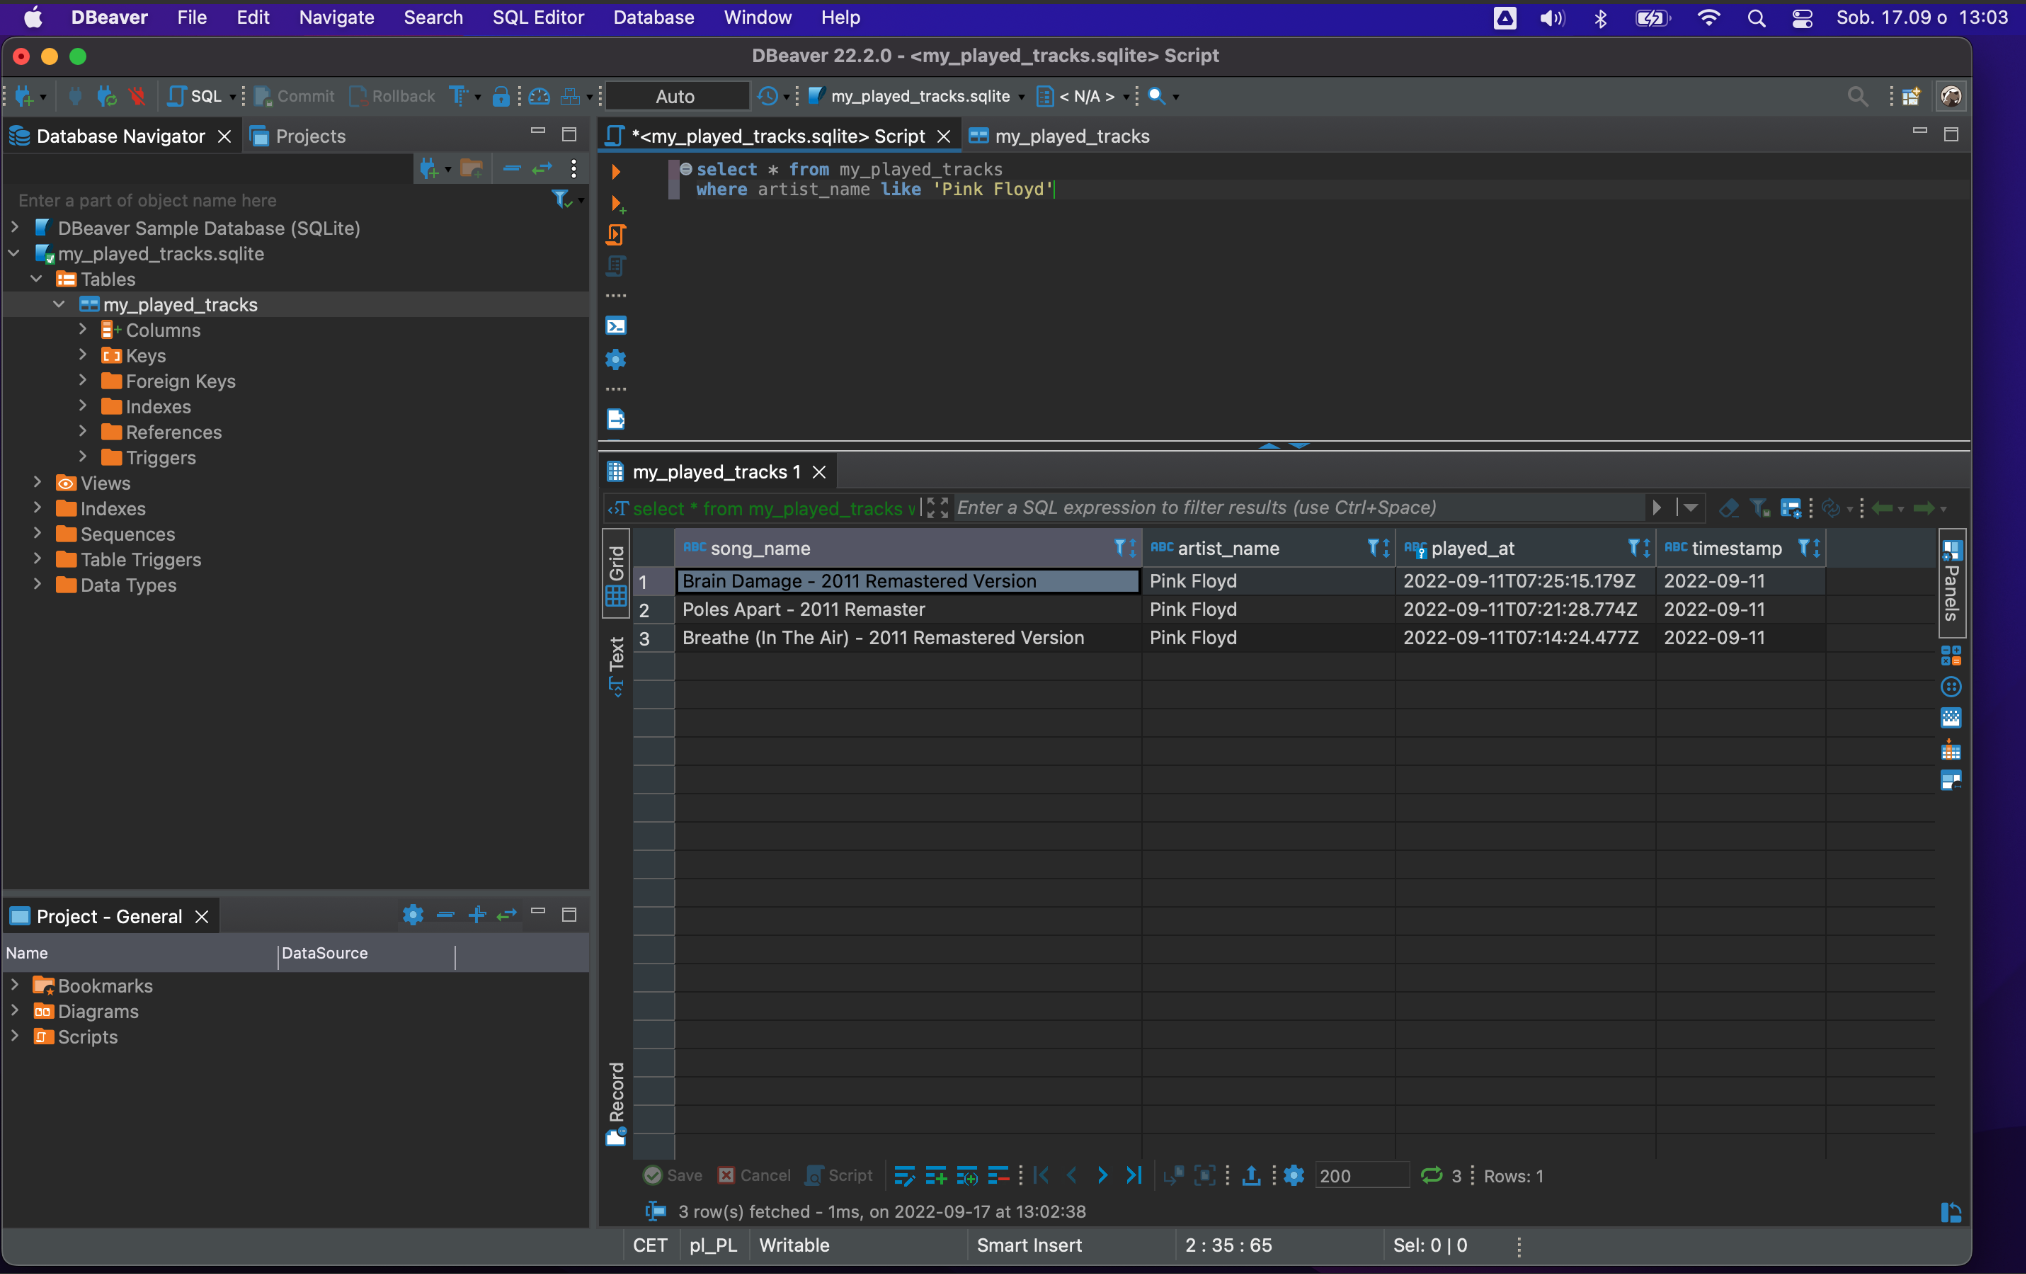 DBeaver File Edit Navigate Search SQL Editor Database Window Help Sob. 17.09 o 13:03
DBeaver 22.2.0 - <my_played_tracks.sqlite> Script
SQL Commit Rollback Auto my_played_tracks.sqlite < N/A >
Database Navigator Projects
Enter a part of object name here
DBeaver Sample Database (SQLite)
my_played_tracks.sqlite
Tables
my_played_tracks
Columns
Keys
Foreign Keys
Indexes
References
Triggers
Views
Indexes
Sequences
Table Triggers
Data Types
Project - General
Name DataSource
Bookmarks
Diagrams
Scripts
*<my_played_tracks.sqlite> Script my_played_tracks
select * from my_played_tracks
where artist_name like 'Pink Floyd'
my_played_tracks 1
select * from my_played_tracks w Enter a SQL expression to filter results (use Ctrl+Space)
Grid
Text
Record
ABC song_name ABC artist_name ABC played_at ABC timestamp
1 Brain Damage - 2011 Remastered Version Pink Floyd 2022-09-11T07:25:15.179Z 2022-09-11
2 Poles Apart - 2011 Remaster Pink Floyd 2022-09-11T07:21:28.774Z 2022-09-11
3 Breathe (In The Air) - 2011 Remastered Version Pink Floyd 2022-09-11T07:14:24.477Z 2022-09-11
Panels
Save Cancel Script 200 3 Rows: 1
3 row(s) fetched - 1ms, on 2022-09-17 at 13:02:38
CET pl_PL Writable Smart Insert 2 : 35 : 65 Sel: 0 | 0